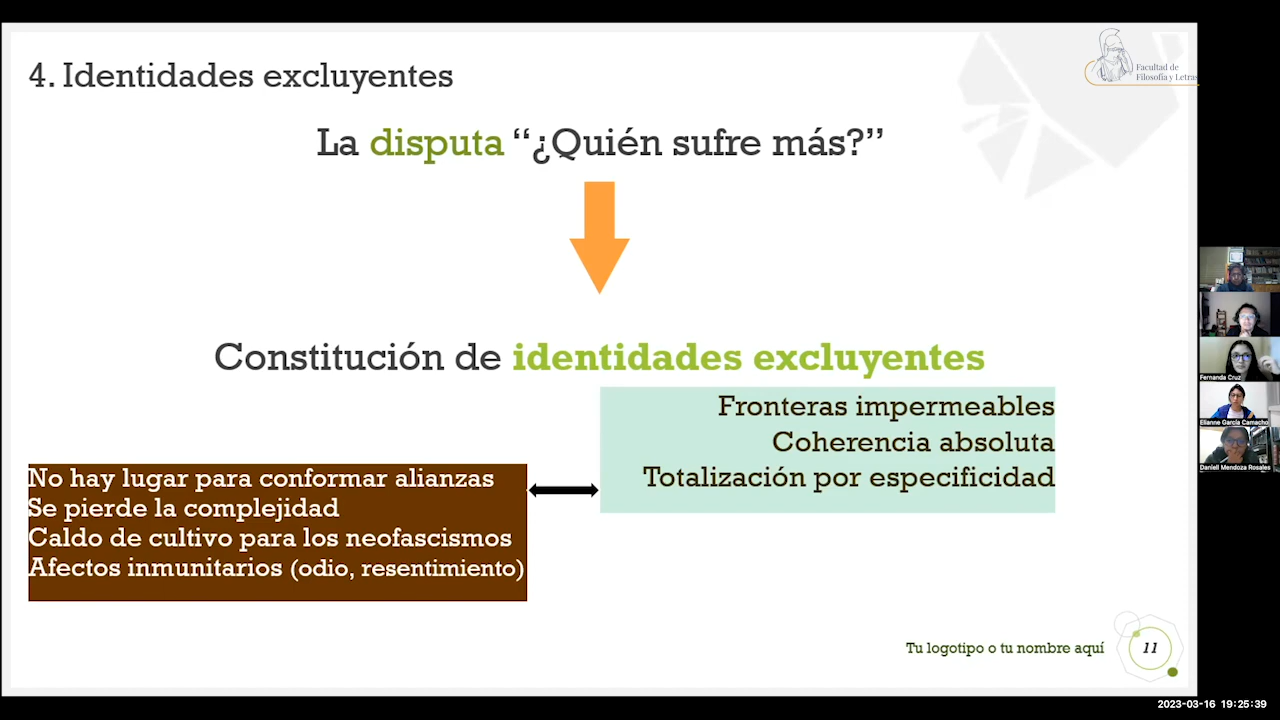 4. Identidades excluyentes
Facultad de
Filosofía y Letras
La disputa “¿Quién sufre más?”
Constitución de identidades excluyentes
Fronteras impermeables
Coherencia absoluta
Totalización por especificidad
No hay lugar para conformar alianzas
Se pierde la complejidad
Caldo de cultivo para los neofascismos
Afectos inmunitarios (odio, resentimiento)
Fernanda Cruz
Elianne García Camacho
Daniell Mendoza Rosales
Tu logotipo o tu nombre aquí
11
2023-03-16 19:25:39